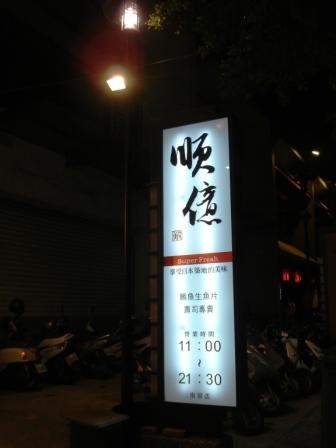 順億
Super Fresh
享受日本築地的美味
鮪魚生魚片
壽司專賣
營業時間
11：00
～
21：30